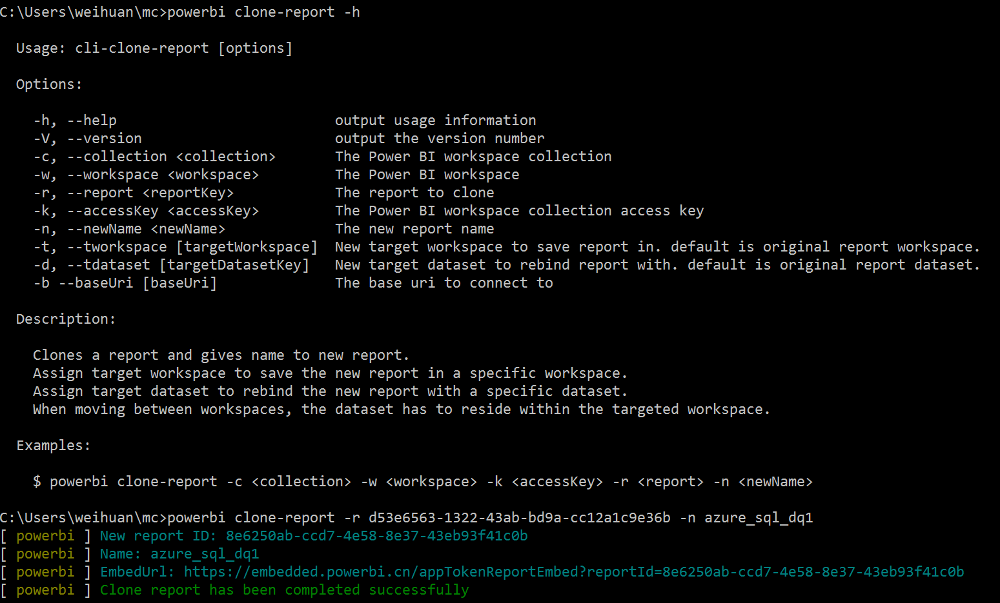 C:\Users\weihuan\mc>powerbi clone-report -h
Usage: cli-clone-report [options]
Options:
-h, --help output usage information
-V, --version output the version number
-c, --collection <collection> The Power BI workspace collection
-w, --workspace <workspace> The Power BI workspace
-r, --report <reportKey> The report to clone
-k, --accessKey <accessKey> The Power BI workspace collection access key
-n, --newName <newName> The new report name
-t, --tworkspace [targetWorkspace] New target workspace to save report in. default is original report workspace.
-d, --tdataset [targetDatasetKey] New target dataset to rebind report with. default is original report dataset.
-b --baseUri [baseUri] The base uri to connect to
Description:
Clones a report and gives name to new report.
Assign target workspace to save the new report in a specific workspace.
Assign target dataset to rebind the new report with a specific dataset.
When moving between workspaces, the dataset has to reside within the targeted workspace.
Examples:
$ powerbi clone-report -c <collection> -w <workspace> -k <accessKey> -r <report> -n <newName>
C:\Users\weihuan\mc>powerbi clone-report -r d53e6563-1322-43ab-bd9a-cc12a1c9e36b -n azure_sql_dq1
[ powerbi ] New report ID: 8e6250ab-ccd7-4e58-8e37-43eb93f41c0b
[ powerbi ] Name: azure_sql_dq1
[ powerbi ] EmbedUrl: https://embedded.powerbi.cn/appTokenReportEmbed?reportId=8e6250ab-ccd7-4e58-8e37-43eb93f41c0b
[ powerbi ] Clone report has been completed successfully